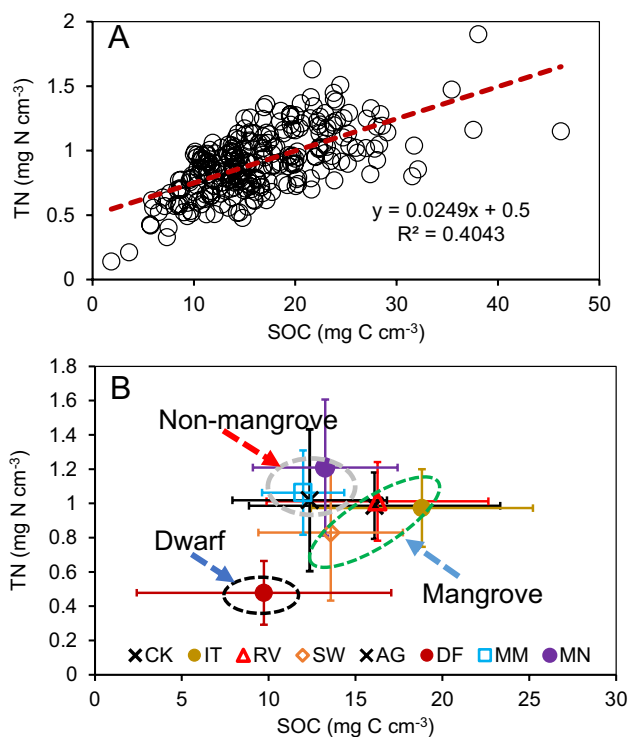 A
TN (mg N cm-3)
2
1.5
1
0.5
0
y = 0.0249x + 0.5
R² = 0.4043
0 10 20 30 40 50
SOC (mg C cm-3)
B
TN (mg N cm-3)
1.8
1.6
1.4
1.2
1
0.8
0.6
0.4
0.2
0
Non-mangrove
Dwarf
Mangrove
CK IT RV SW AG DF MM MN
0 5 10 15 20 25 30
SOC (mg C cm-3)